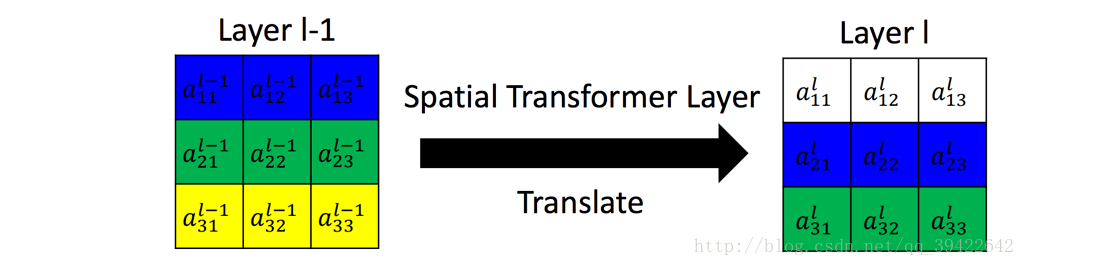 Layer l-1
a_{11}^{l-1} a_{12}^{l-1} a_{13}^{l-1}
a_{21}^{l-1} a_{22}^{l-1} a_{23}^{l-1}
a_{31}^{l-1} a_{32}^{l-1} a_{33}^{l-1}
Spatial Transformer Layer
Translate
Layer l
a_{11}^{l} a_{12}^{l} a_{13}^{l}
a_{21}^{l} a_{22}^{l} a_{23}^{l}
a_{31}^{l} a_{32}^{l} a_{33}^{l}
http://blog.csdn.net/qq_39422642